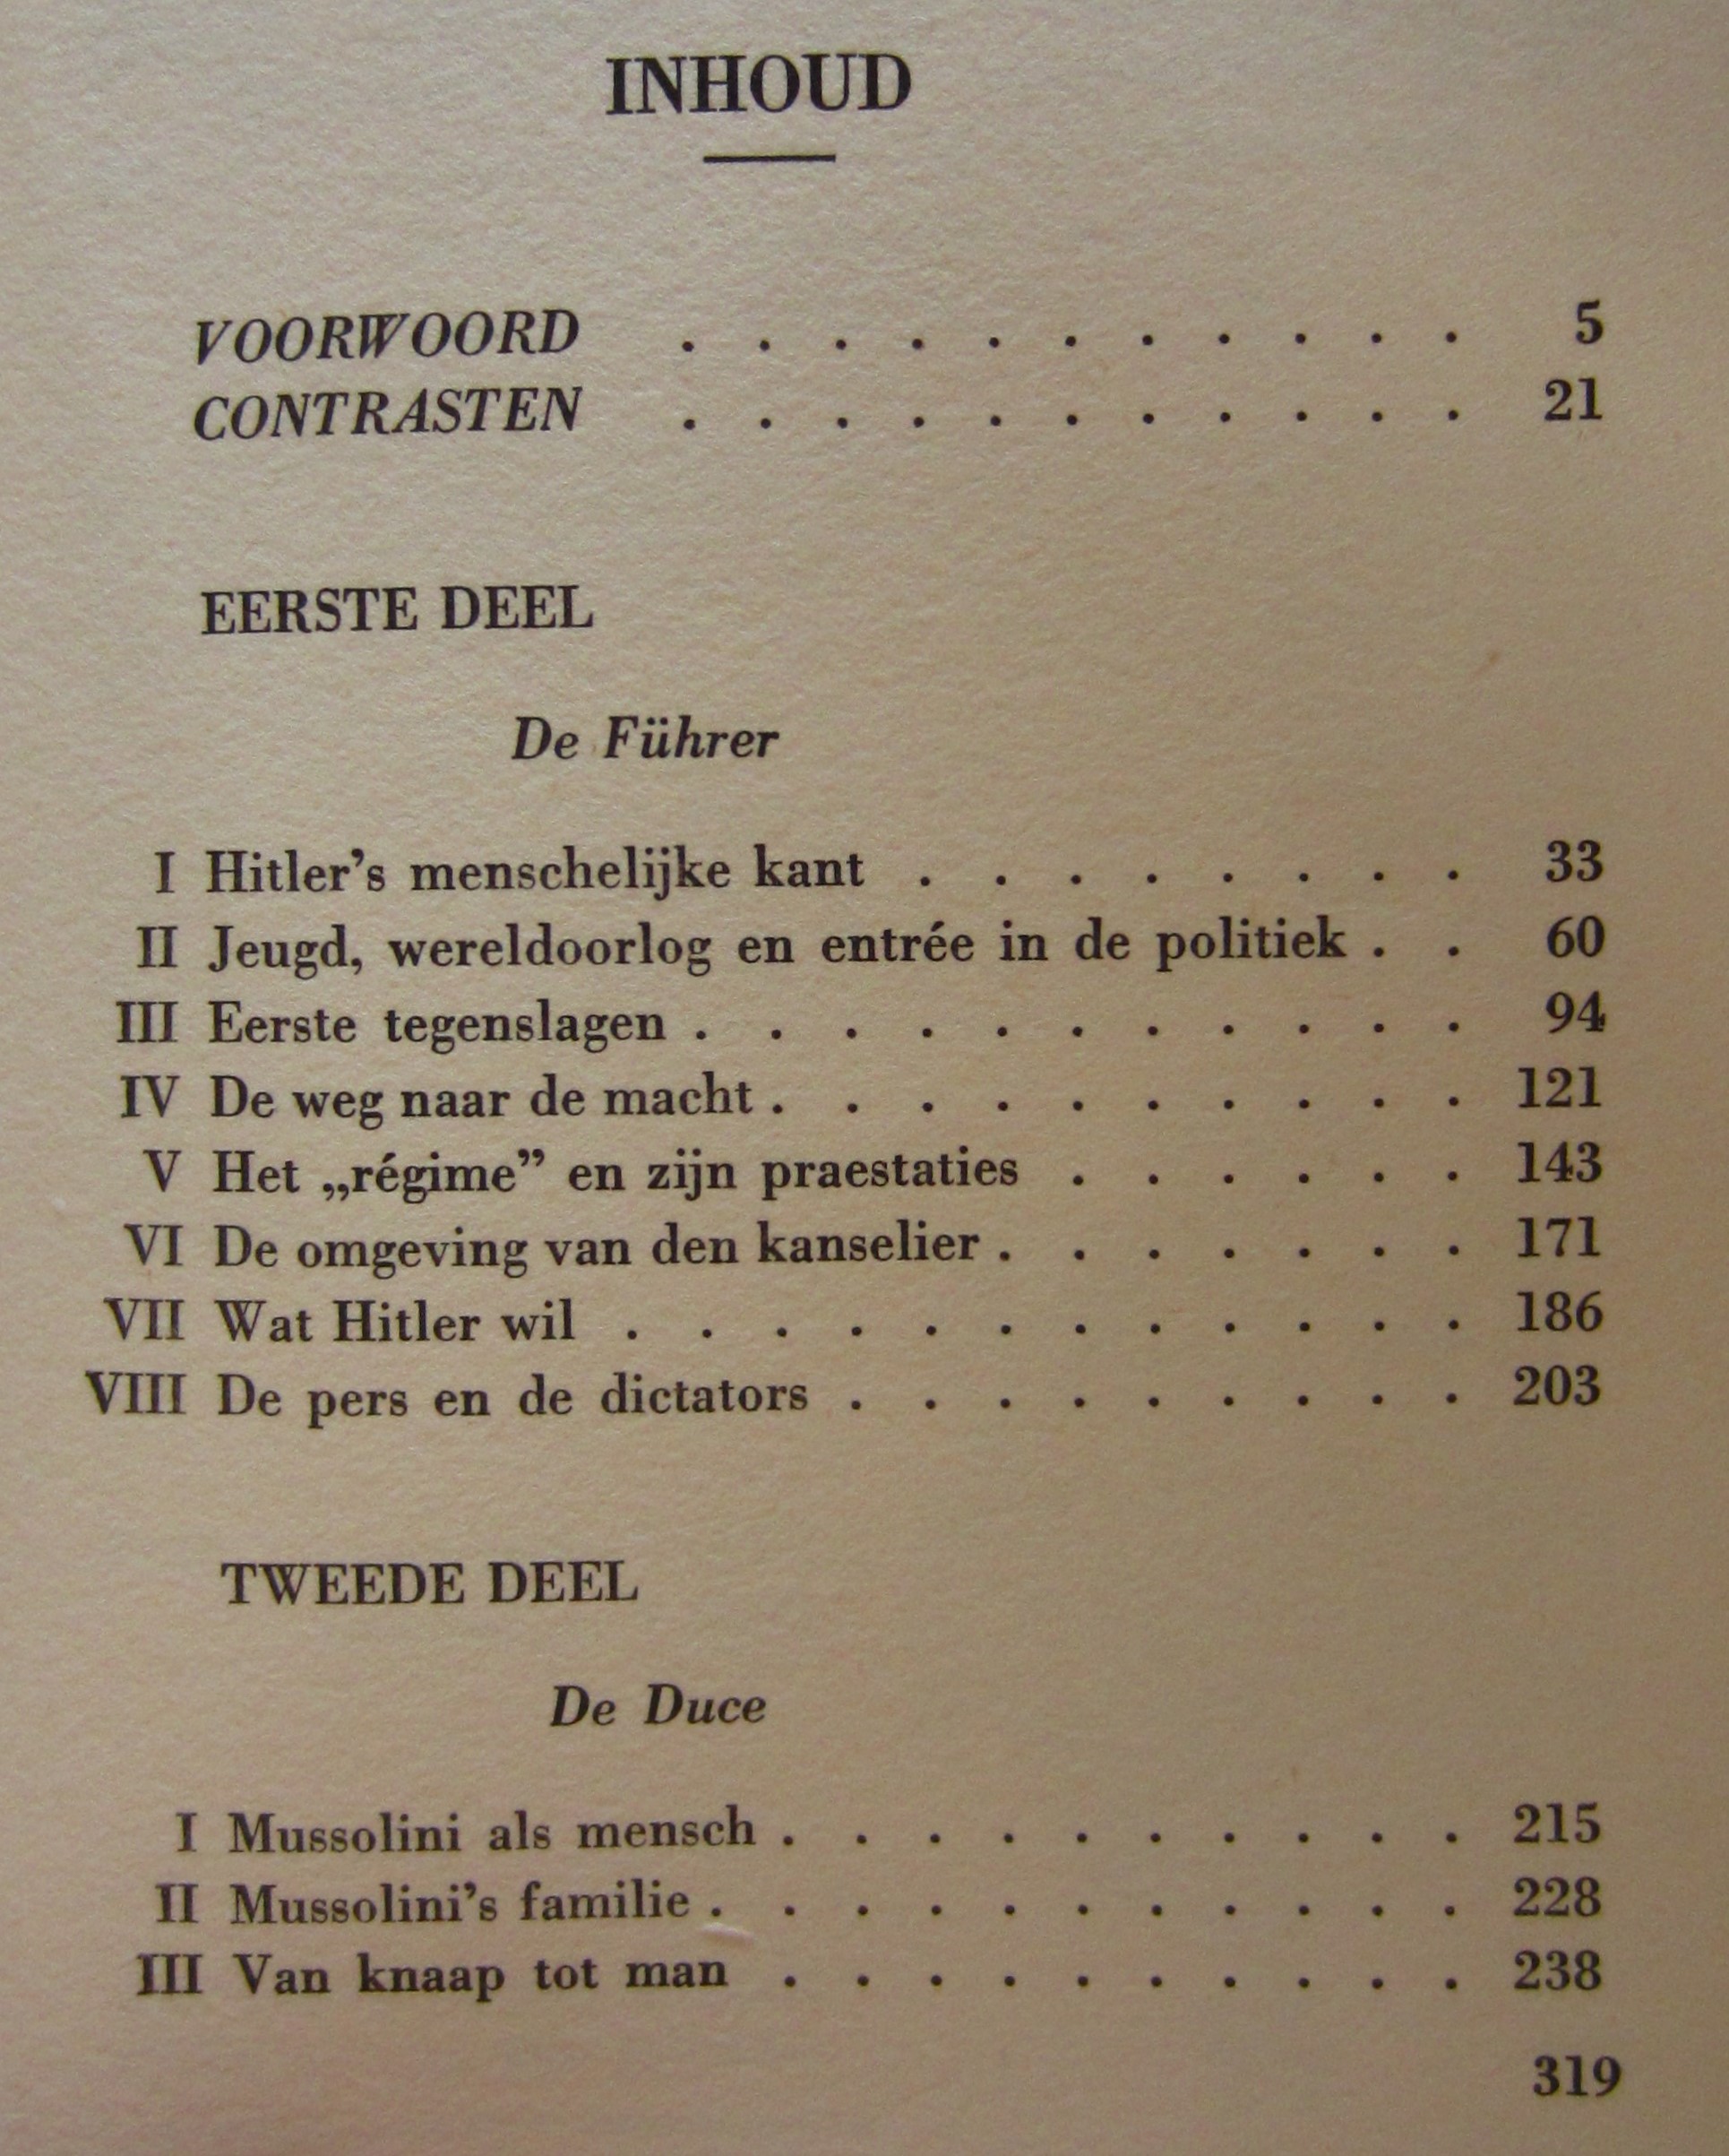 INHOUD
VOORWOORD . . . . . . . . . . . 5
CONTRASTEN . . . . . . . . . . . 21
EERSTE DEEL
De Führer
I Hitler's menschelijke kant . . . . . . . . 33
II Jeugd, wereldoorlog en entrée in de politiek . . 60
III Eerste tegenslagen . . . . . . . . . . . 94
IV De weg naar de macht . . . . . . . . . . 121
V Het „régime” en zijn praestaties . . . . . . 143
VI De omgeving van den kanselier . . . . . . . 171
VII Wat Hitler wil . . . . . . . . . . . . 186
VIII De pers en de dictators . . . . . . . . . 203
TWEEDE DEEL
De Duce
I Mussolini als mensch . . . . . . . . . . 215
II Mussolini's familie . . . . . . . . . . . 228
III Van knaap tot man . . . . . . . . . . 238
319